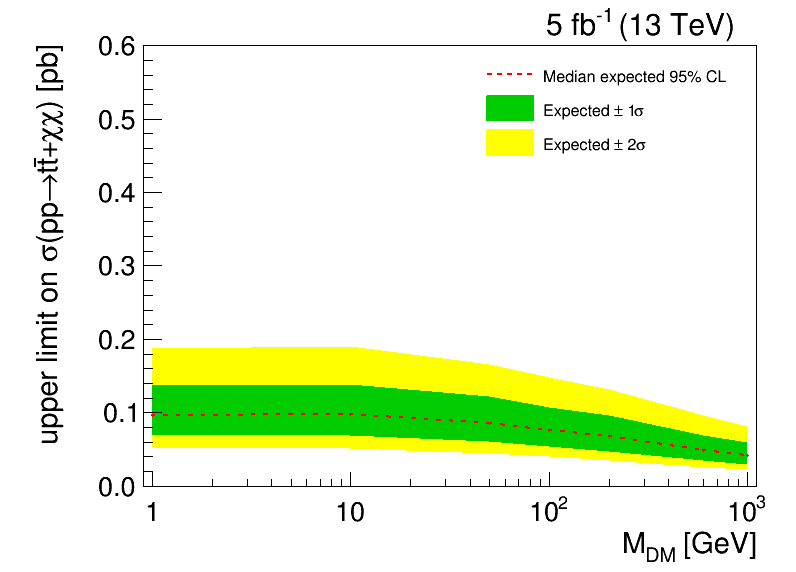 5 fb⁻¹ (13 TeV)
upper limit on σ(pp→tt̄+χχ) [pb]
0.6
0.5
0.4
0.3
0.2
0.1
0.0
Median expected 95% CL
Expected ± 1σ
Expected ± 2σ
1 10 10² 10³
M_DM [GeV]